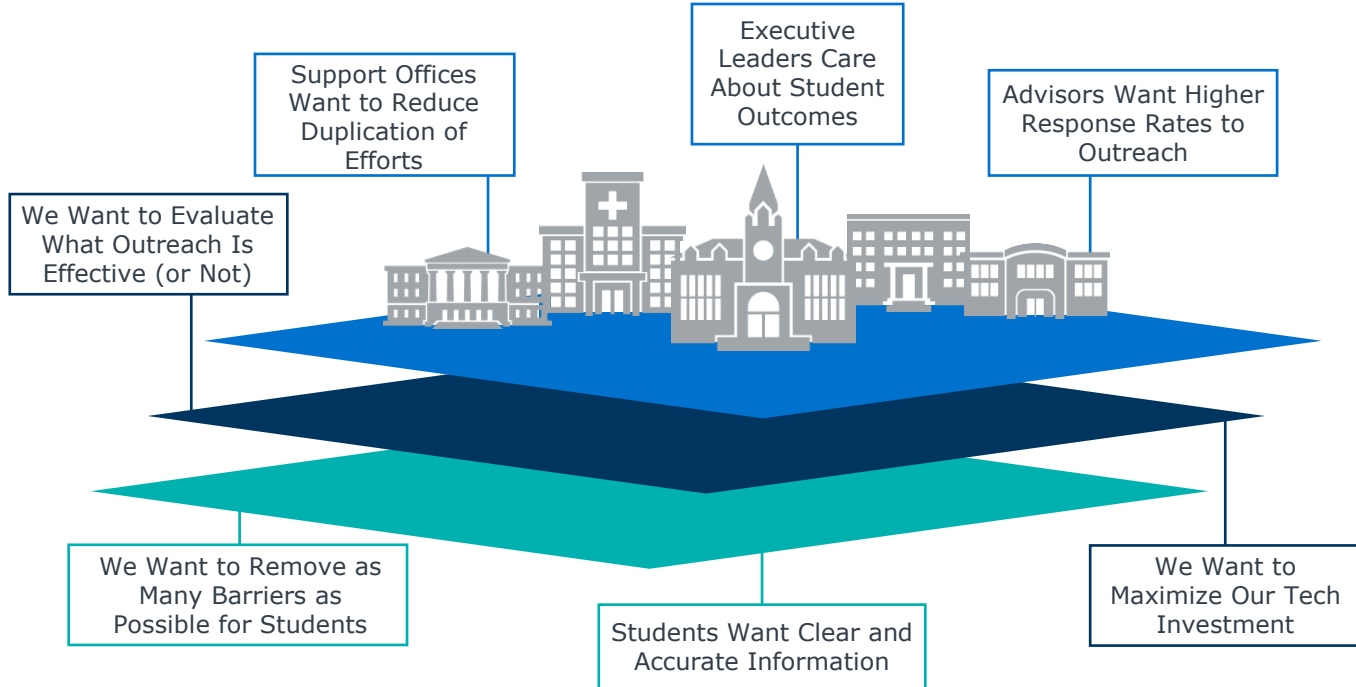 Executive
Leaders Care
About Student
Outcomes
Support Offices
Want to Reduce
Duplication of
Efforts
Advisors Want Higher
Response Rates to
Outreach
We Want to Evaluate
What Outreach Is
Effective (or Not)
We Want to Remove as
Many Barriers as
Possible for Students
Students Want Clear and
Accurate Information
We Want to
Maximize Our Tech
Investment